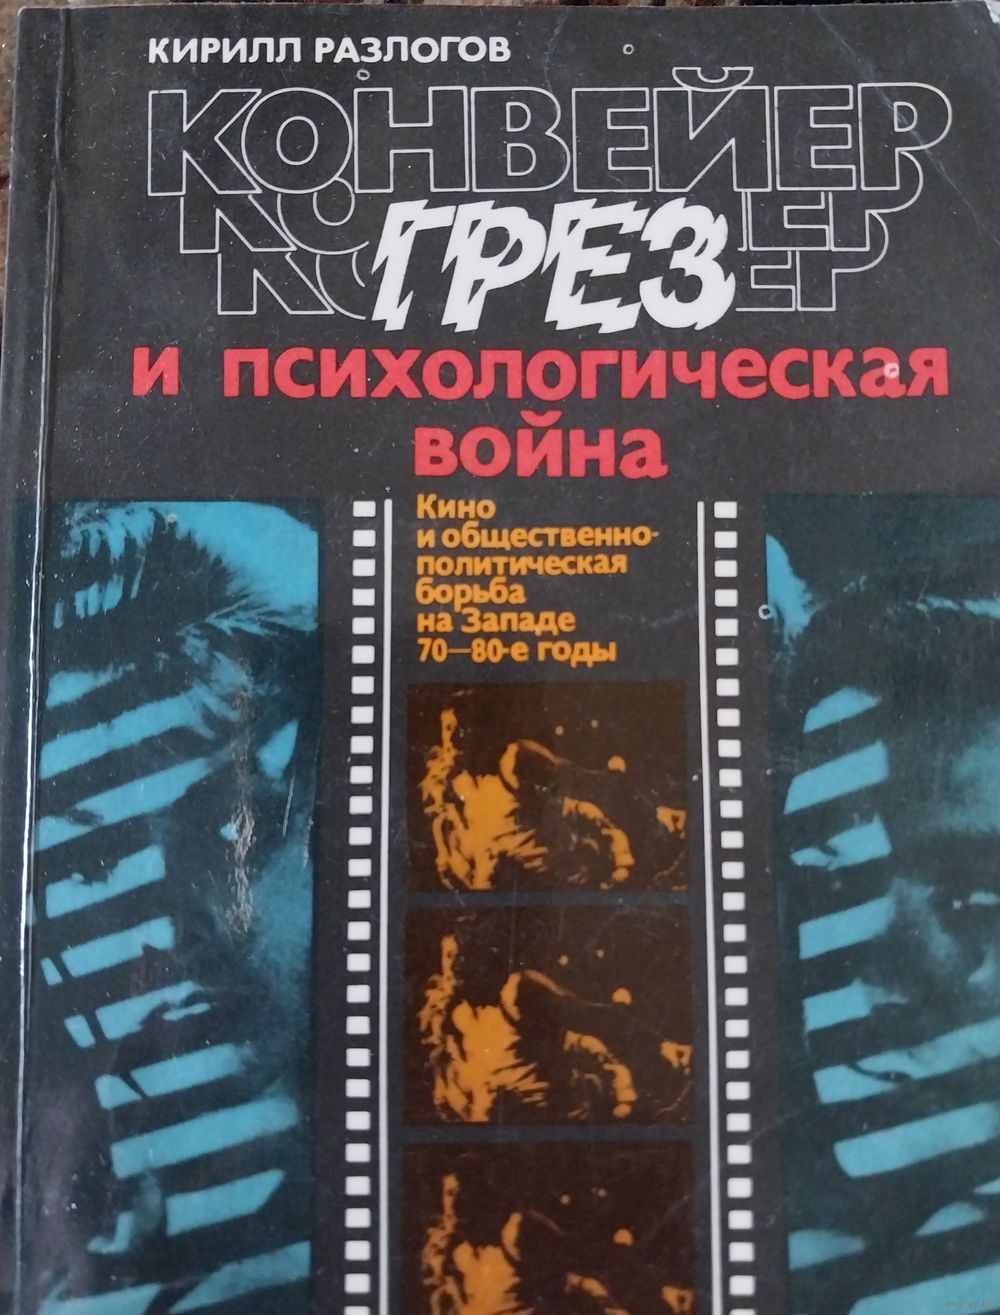 КИРИЛЛ РАЗЛОГОВ
КОНВЕЙЕР
ГРЕЗ
и психологическая
война
Кино
и общественно-
политическая
борьба
на Западе
70—80-е годы